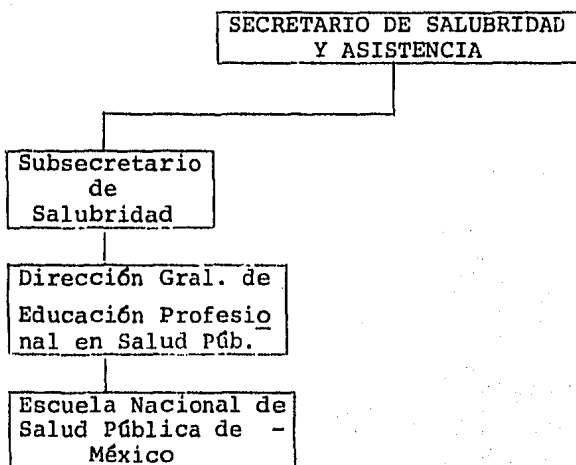 SECRETARIO DE SALUBRIDAD
Y ASISTENCIA
Subsecretario
de
Salubridad
Dirección Gral. de
Educación Profesio
nal en Salud Púb.
Escuela Nacional de
Salud Pública de -
México